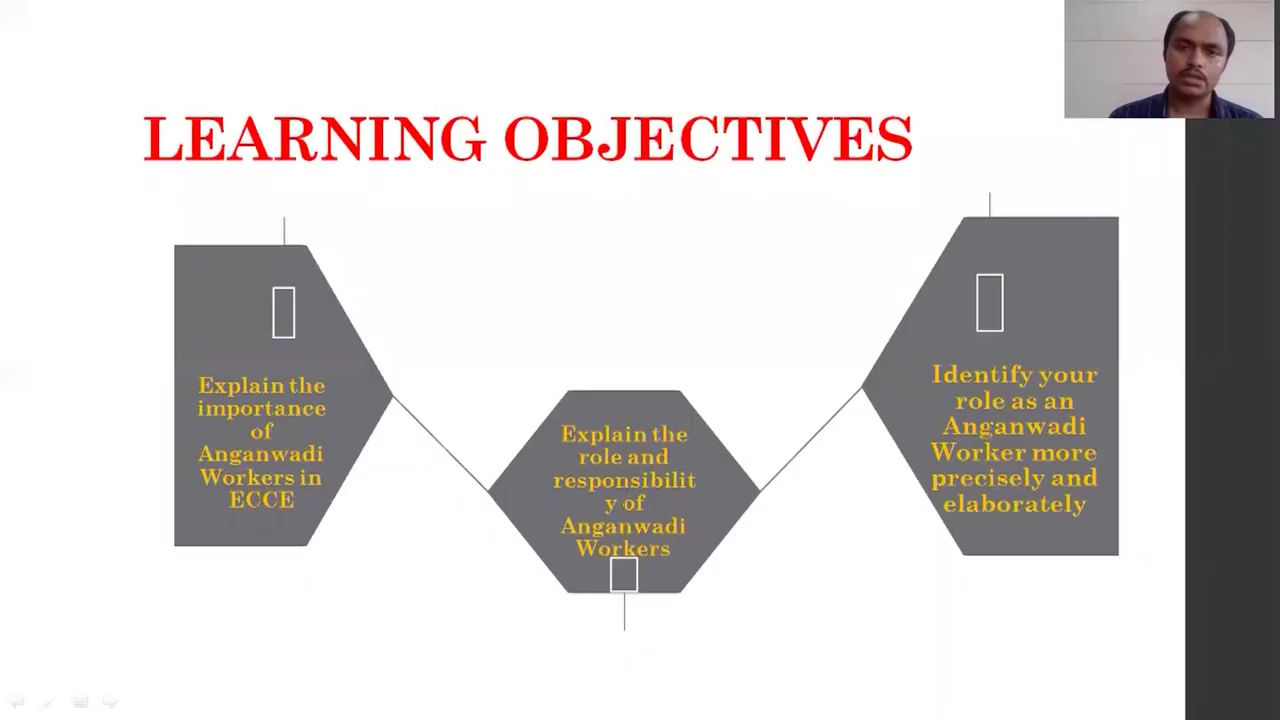 LEARNING OBJECTIVES
Explain the
importance
of
Anganwadi
Workers in
ECCE
Explain the
role and
responsibilit
y of
Anganwadi
Workers
Identify your
role as an
Anganwadi
Worker more
precisely and
elaborately